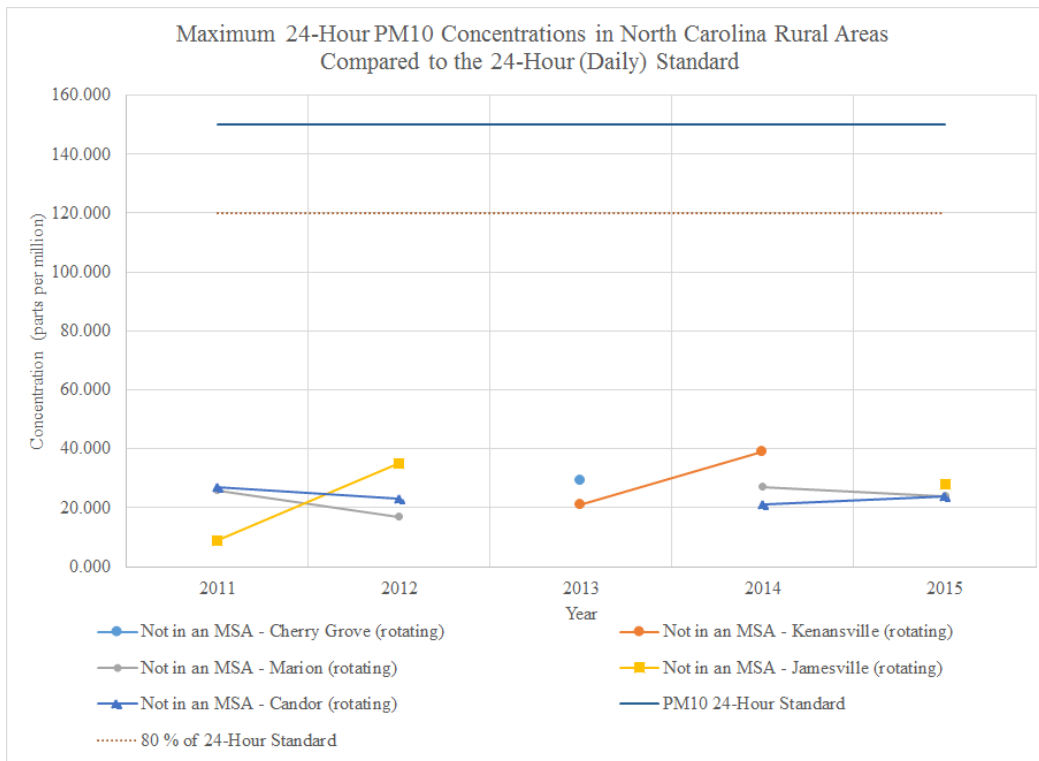 Maximum 24-Hour PM10 Concentrations in North Carolina Rural Areas
Compared to the 24-Hour (Daily) Standard
160.000
140.000
120.000
100.000
80.000
60.000
40.000
20.000
0.000
Concentration (parts per million)
2011 2012 2013 2014 2015
Year
Not in an MSA - Cherry Grove (rotating) Not in an MSA - Kenansville (rotating)
Not in an MSA - Marion (rotating) Not in an MSA - Jamesville (rotating)
Not in an MSA - Candor (rotating) PM10 24-Hour Standard
80 % of 24-Hour Standard